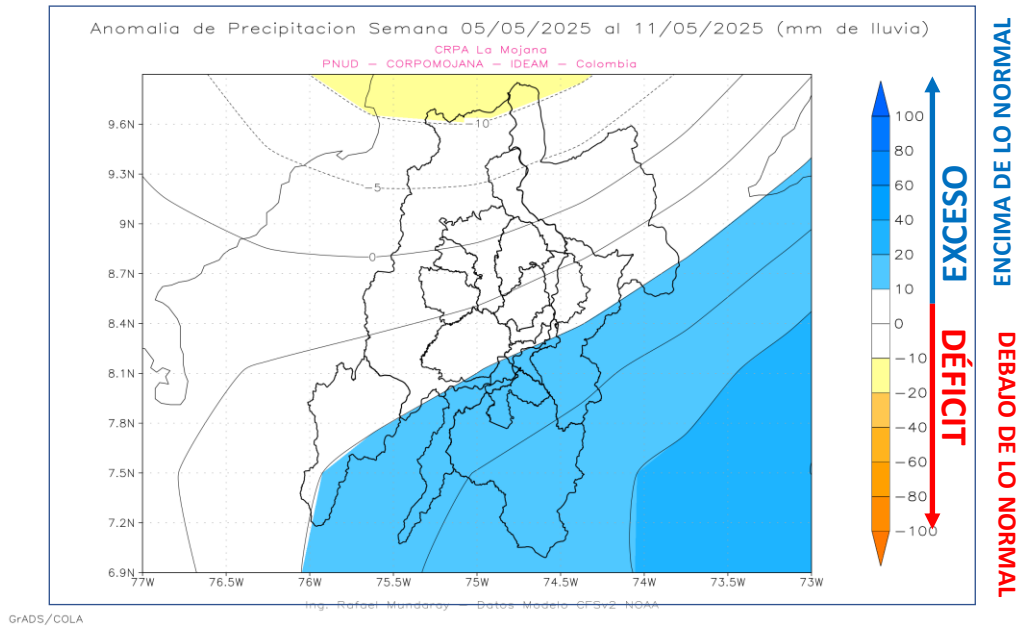 Anomalia de Precipitacion Semana 05/05/2025 al 11/05/2025 (mm de lluvia)
CRPA La Mojana
PNUD – CORPOMOJANA – IDEAM – Colombia
9.6N
9.3N
9N
8.7N
8.4N
8.1N
7.8N
7.5N
7.2N
6.9N
77W
76.5W
76W
75.5W
75W
74.5W
74W
73.5W
73W
-10
-5
0
100
80
60
40
20
10
0
-10
-20
-40
-60
-80
-100
EXCESO
DÉFICIT
ENCIMA DE LO NORMAL
DEBAJO DE LO NORMAL
Ing. Rafael Mundaray – Datos Modelo CFSv2 NOAA
GrADS/COLA